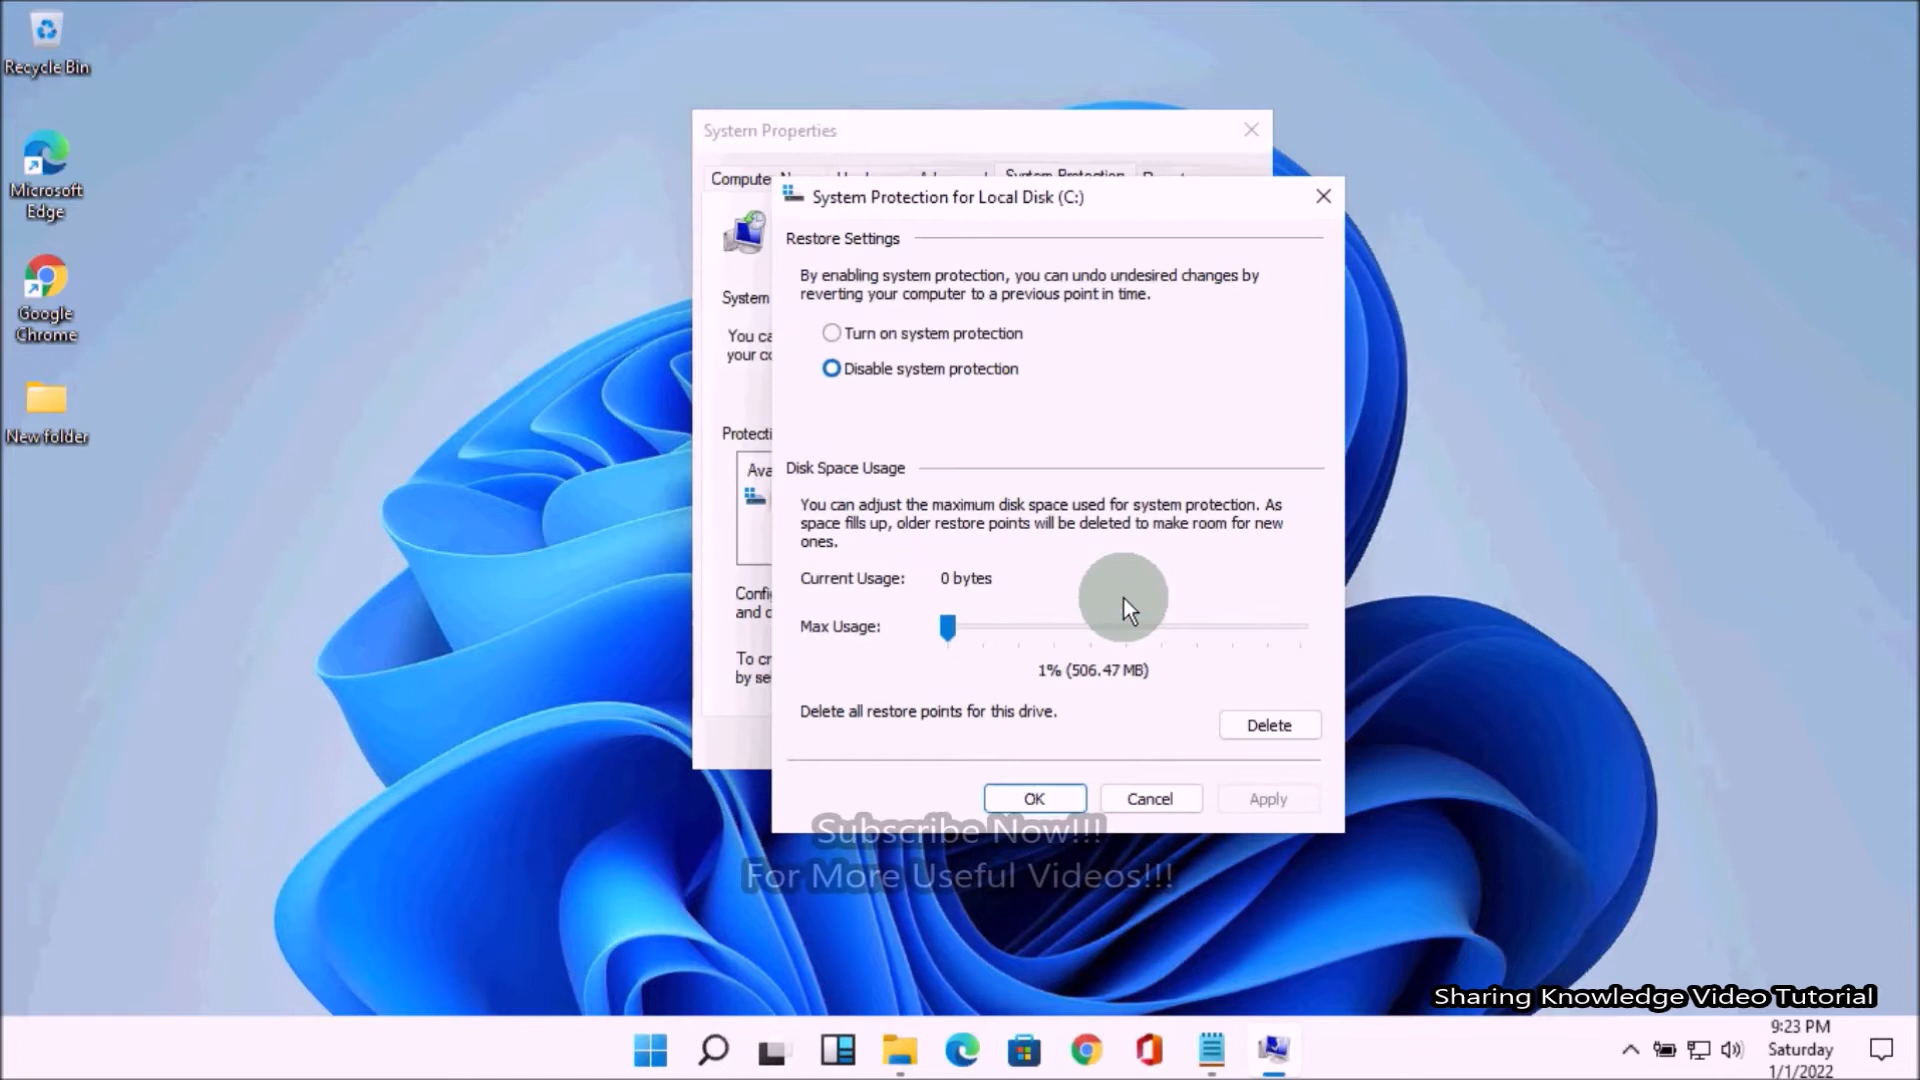 Recycle Bin
Microsoft
Edge
Google
Chrome
New folder
System Properties
System Protection
System Protection for Local Disk (C:)
Restore Settings
By enabling system protection, you can undo undesired changes by
reverting your computer to a previous point in time.
Turn on system protection
Disable system protection
Disk Space Usage
You can adjust the maximum disk space used for system protection. As
space fills up, older restore points will be deleted to make room for new
ones.
Current Usage: 0 bytes
Max Usage:
1% (506.47 MB)
Delete all restore points for this drive.
Delete
OK Cancel Apply
System
You ca
your co
Protecti
Ava
Config
and c
To cr
by se
Subscribe Now!!!
For More Useful Videos!!!
Sharing Knowledge Video Tutorial
9:23 PM
Saturday
1/1/2022